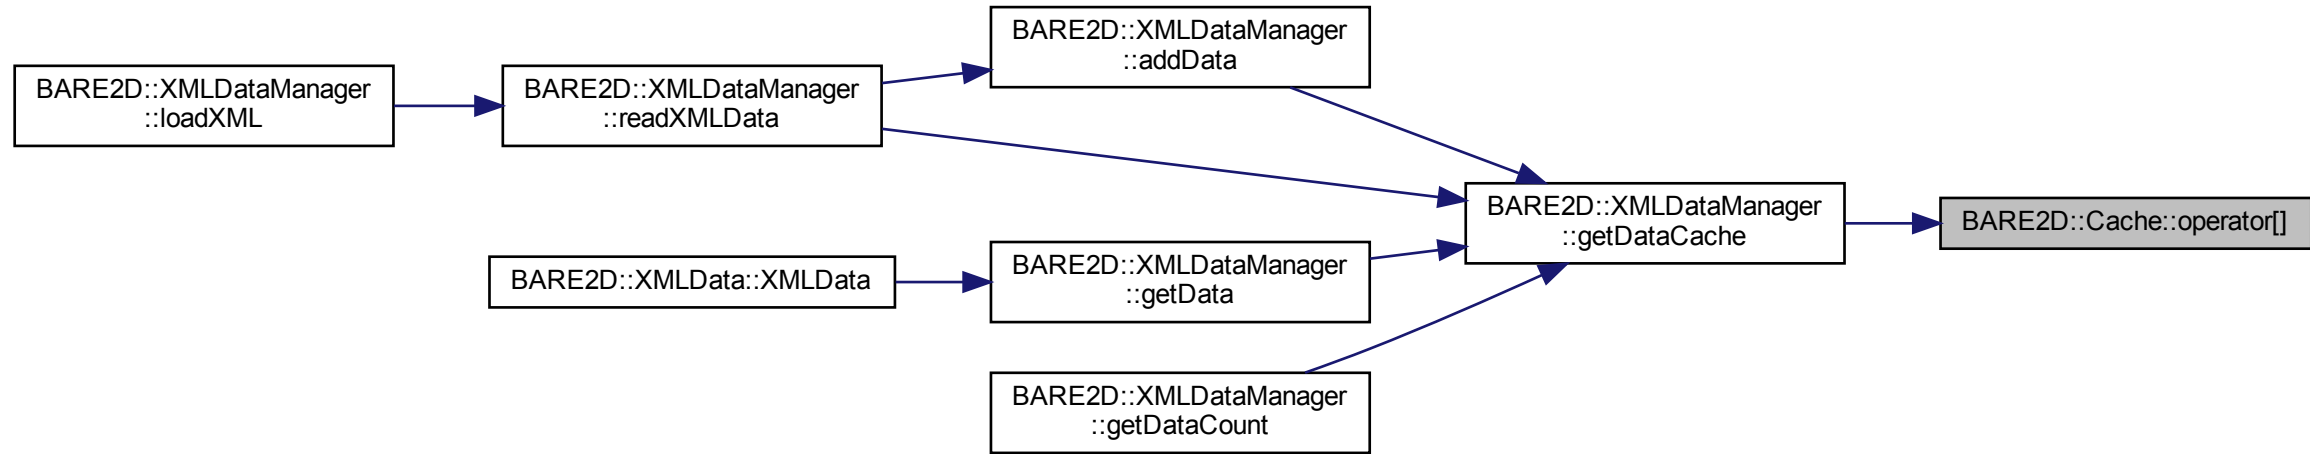 BARE2D::XMLDataManager
::loadXML
BARE2D::XMLDataManager
::readXMLData
BARE2D::XMLDataManager
::addData
BARE2D::XMLDataManager
::getDataCache
BARE2D::Cache::operator[]
BARE2D::XMLData::XMLData
BARE2D::XMLDataManager
::getData
BARE2D::XMLDataManager
::getDataCount